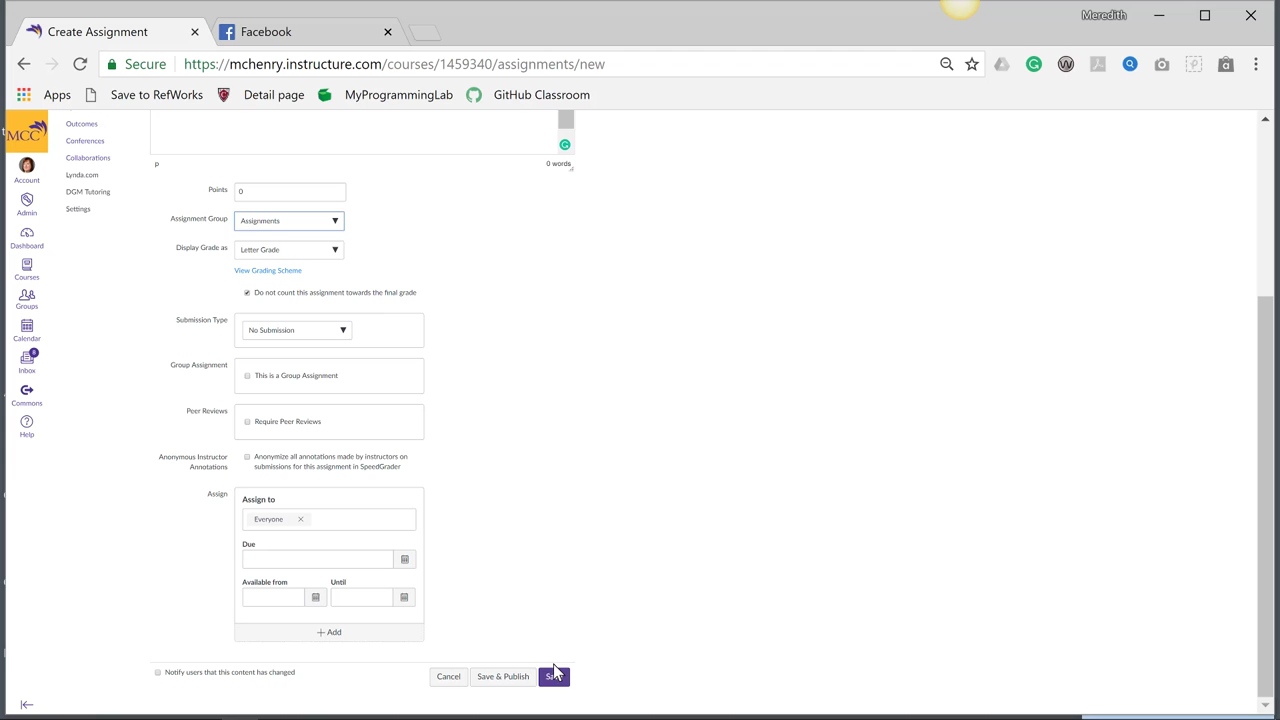 Create Assignment
Facebook
Meredith
Secure
https://mchenry.instructure.com/courses/1459340/assignments/new
Apps
Save to RefWorks
Detail page
MyProgrammingLab
GitHub Classroom
MCC
Account
Admin
Dashboard
Courses
Groups
Calendar
8
Inbox
Commons
Help
Outcomes
Conferences
Collaborations
Lynda.com
DGM Tutoring
Settings
p
0 words
Points
0
Assignment Group
Assignments
Display Grade as
Letter Grade
View Grading Scheme
Do not count this assignment towards the final grade
Submission Type
No Submission
Group Assignment
This is a Group Assignment
Peer Reviews
Require Peer Reviews
Anonymous Instructor
Annotations
Anonymize all annotations made by instructors on
submissions for this assignment in SpeedGrader
Assign
Assign to
Everyone
Due
Available from
Until
+ Add
Notify users that this content has changed
Cancel
Save & Publish